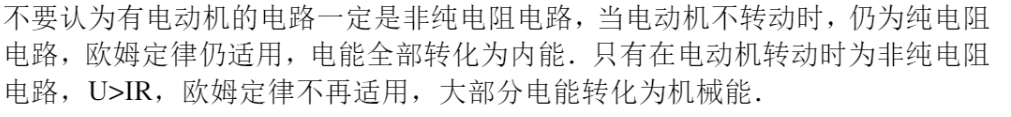 不要认为有电动机的电路一定是非纯电阻电路，当电动机不转动时，仍为纯电阻
电路，欧姆定律仍适用，电能全部转化为内能．只有在电动机转动时为非纯电阻
电路，U>IR，欧姆定律不再适用，大部分电能转化为机械能．